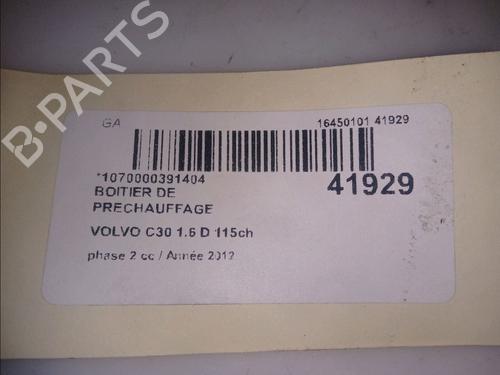 B-PARTS
GA
16450101 41929
*1070000391404
41929
BOITIER DE
PRECHAUFFAGE
VOLVO C30 1.6 D 115ch
phase 2 cc / Année 2012